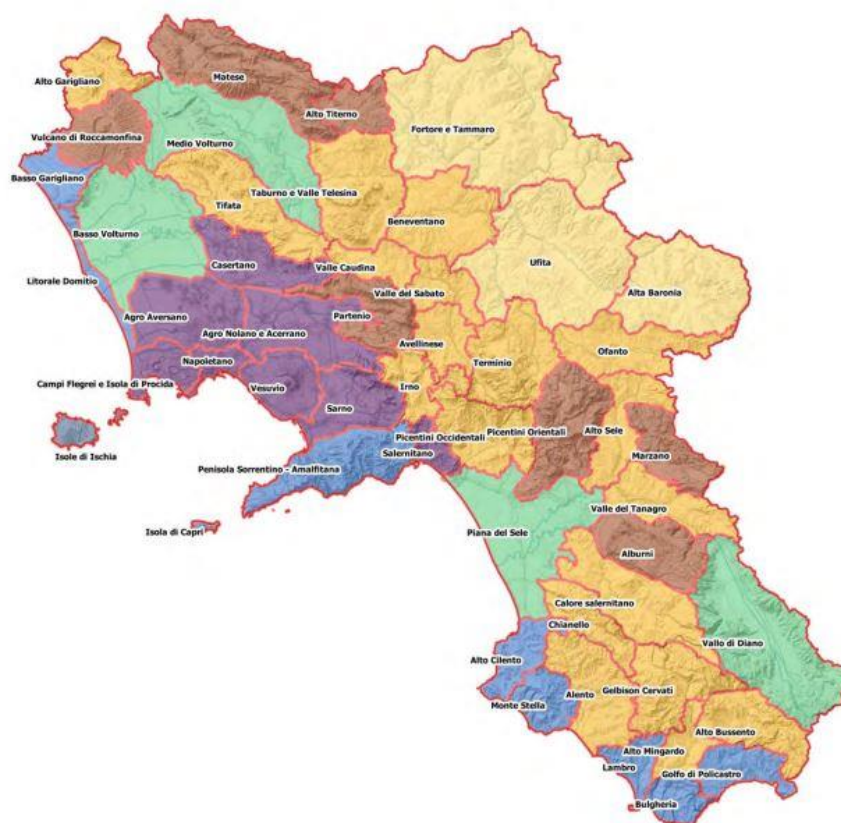 Matese
Alto Garigliano
Alto Titerno
Fortore e Tammaro
Vulcano di Roccamonfina
Medio Volturno
Basso Garigliano
Taburno e Valle Telesina
Tifata
Beneventano
Basso Volturno
Casertano
Valle Caudina
Ufita
Litorale Domitio
Valle del Sabato
Alta Baronia
Agro Aversano
Partenio
Agro Nolano e Acerrano
Avellinese
Napoletano
Terminio
Ofanto
Campi Flegrei e Isola di Procida
Vesuvio
Irno
Sarno
Picentini Occidentali
Picentini Orientali
Alto Sele
Isole di Ischia
Salernitano
Marzano
Penisola Sorrentino - Amalfitana
Valle del Tanagro
Isola di Capri
Piana del Sele
Alburni
Calore salernitano
Chianello
Vallo di Diano
Alto Cilento
Gelbison Cervati
Alento
Monte Stella
Alto Bussento
Alto Mingardo
Lambro
Golfo di Policastro
Bulgheria